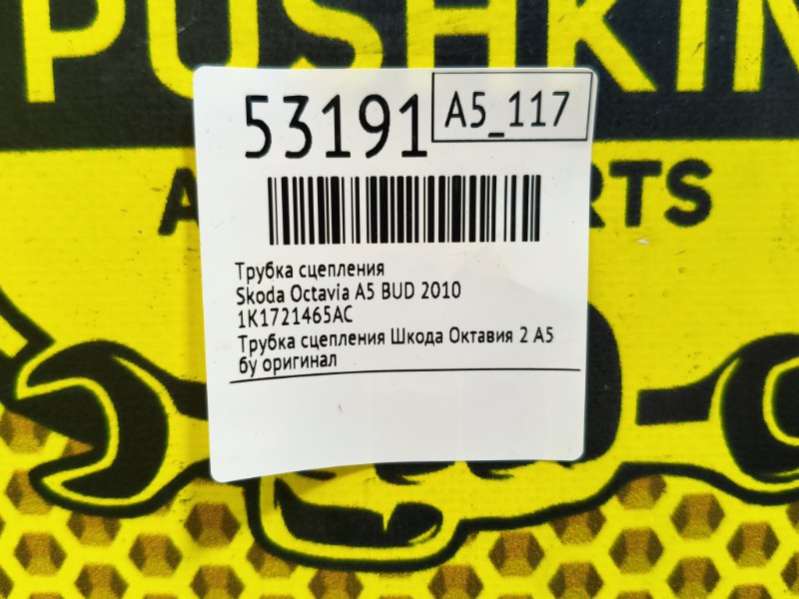 PUSHKIN
53191
A5_117
RTS
Трубка сцепления
Skoda Octavia A5 BUD 2010
1K1721465AC
Трубка сцепления Шкода Октавия 2 А5
бу оригинал